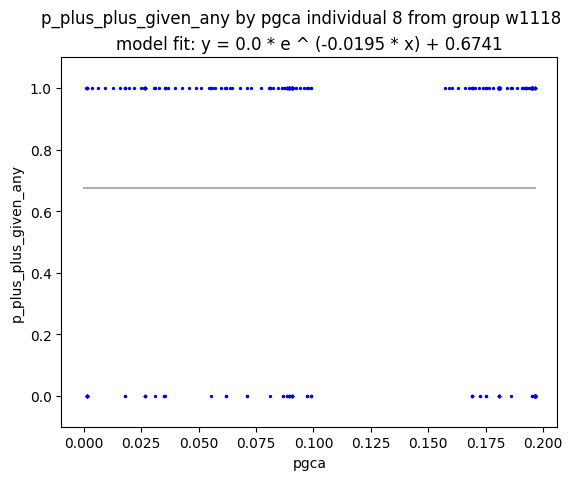 p_plus_plus_given_any by pgca individual 8 from group w1118
model fit: y = 0.0 * e ^ (-0.0195 * x) + 0.6741
p_plus_plus_given_any
1.0
0.8
0.6
0.4
0.2
0.0
0.000 0.025 0.050 0.075 0.100 0.125 0.150 0.175 0.200
pgca